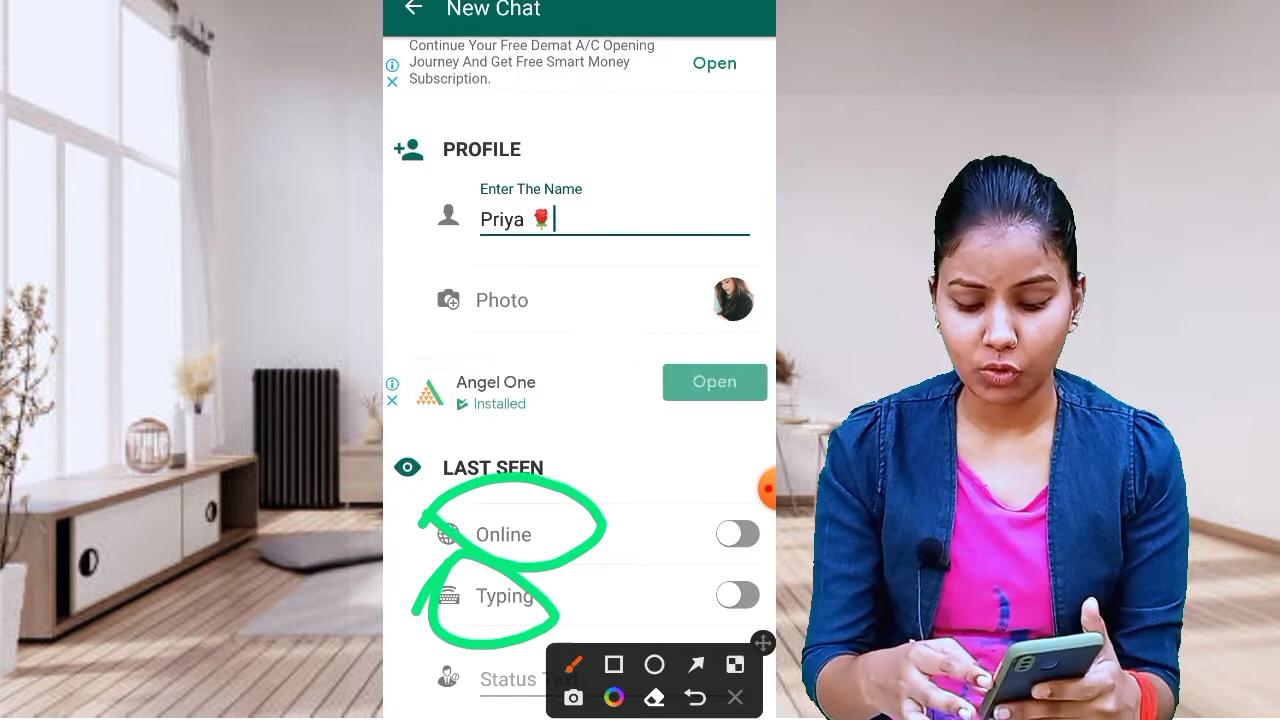 New Chat
Continue Your Free Demat A/C Opening
Journey And Get Free Smart Money
Subscription.
Open
PROFILE
Enter The Name
Priya 🌹
Photo
Angel One
Installed
Open
LAST SEEN
Online
Typing
Status Text